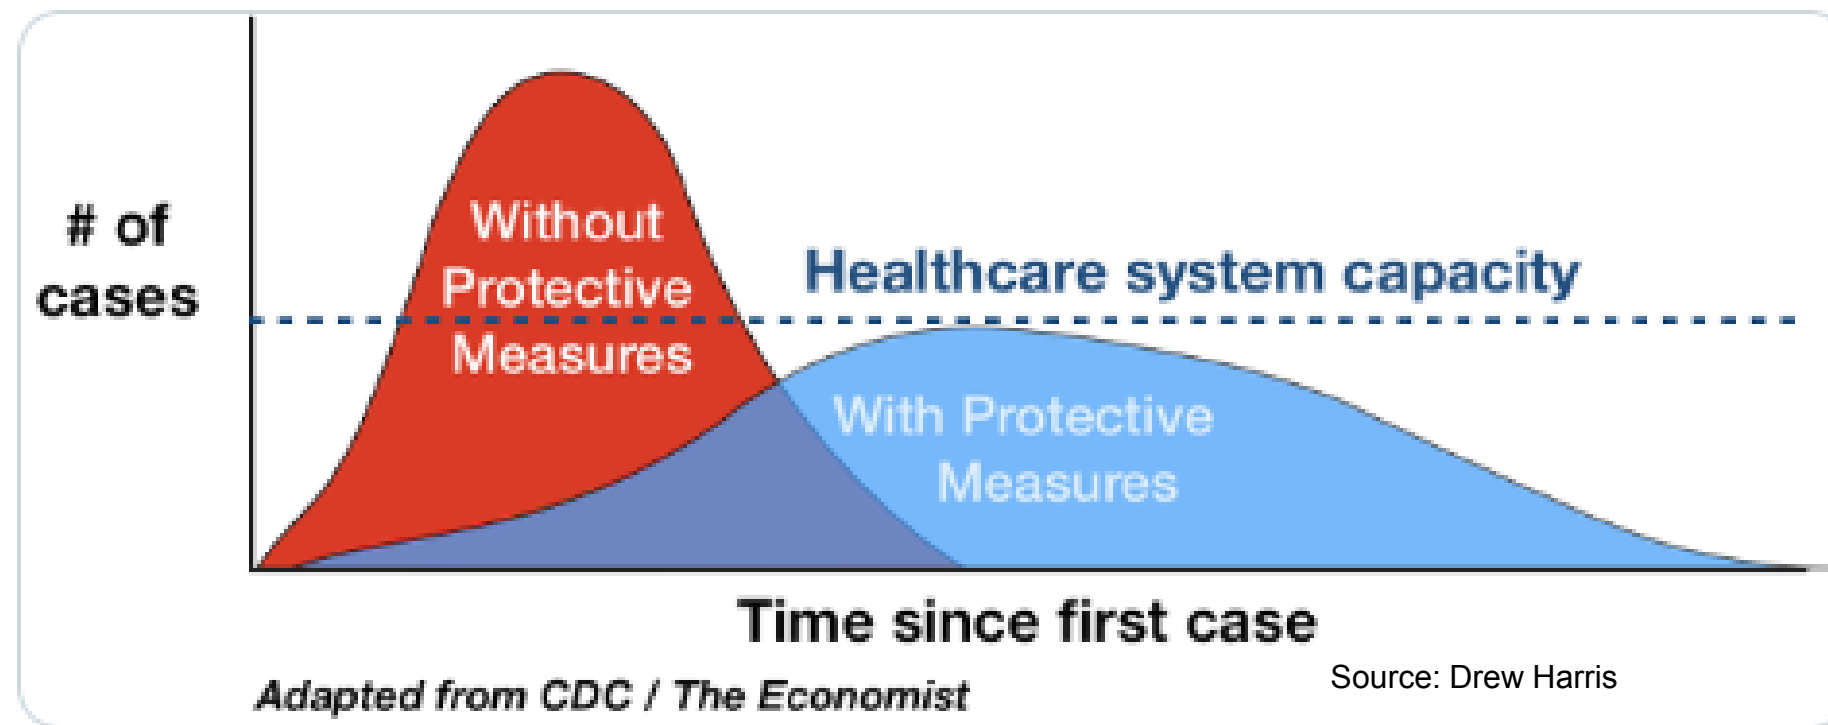 # of
cases
Without
Protective
Measures
Healthcare system capacity
With Protective
Measures
Time since first case
Adapted from CDC / The Economist
Source: Drew Harris